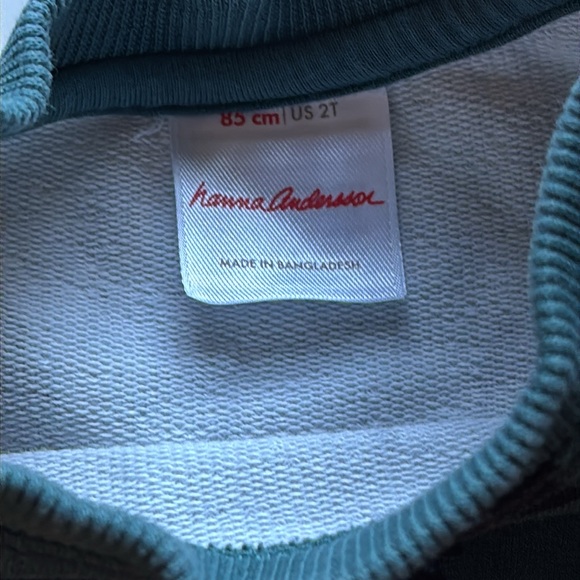 85 cm | US 2T
hanna Andersson
MADE IN BANGLADESH